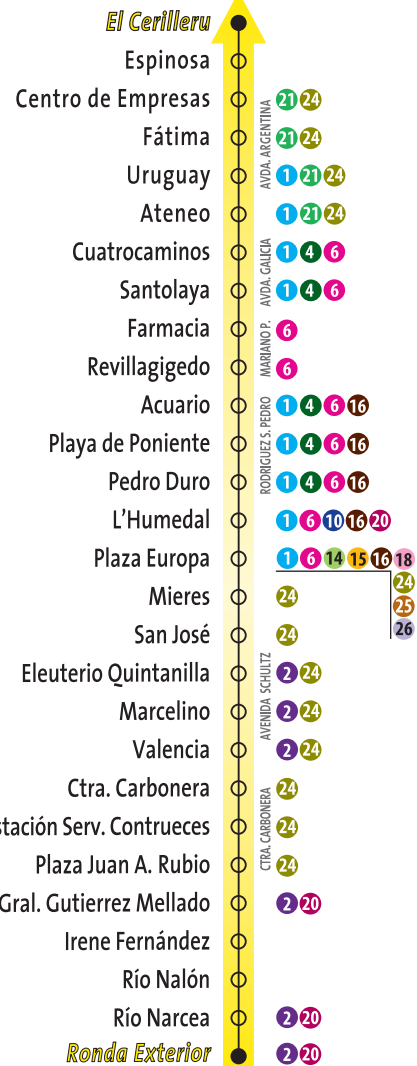 El Cerilleru
Espinosa
Centro de Empresas 21 24
Fátima 21 24
AVDA. ARGENTINA
Uruguay 1 21 24
Ateneo 1 21 24
Cuatrocaminos 1 4 6
AVDA. GALICIA
Santolaya 1 4 6
Farmacia 6
MARIANO P.
Revillagigedo 6
Acuario 1 4 6 16
RODRIGUEZ S. PEDRO
Playa de Poniente 1 4 6 16
Pedro Duro 1 4 6 16
L'Humedal 1 6 10 16 20
Plaza Europa 1 6 14 15 16 18
24
25
26
Mieres 24
San José 24
Eleuterio Quintanilla 2 24
AVENIDA SCHULTZ
Marcelino 2 24
Valencia 2 24
Ctra. Carbonera 24
CTRA. CARBONERA
stación Serv. Contrueces 24
Plaza Juan A. Rubio 24
Gral. Gutierrez Mellado 2 20
Irene Fernández
Río Nalón
Río Narcea 2 20
Ronda Exterior 2 20